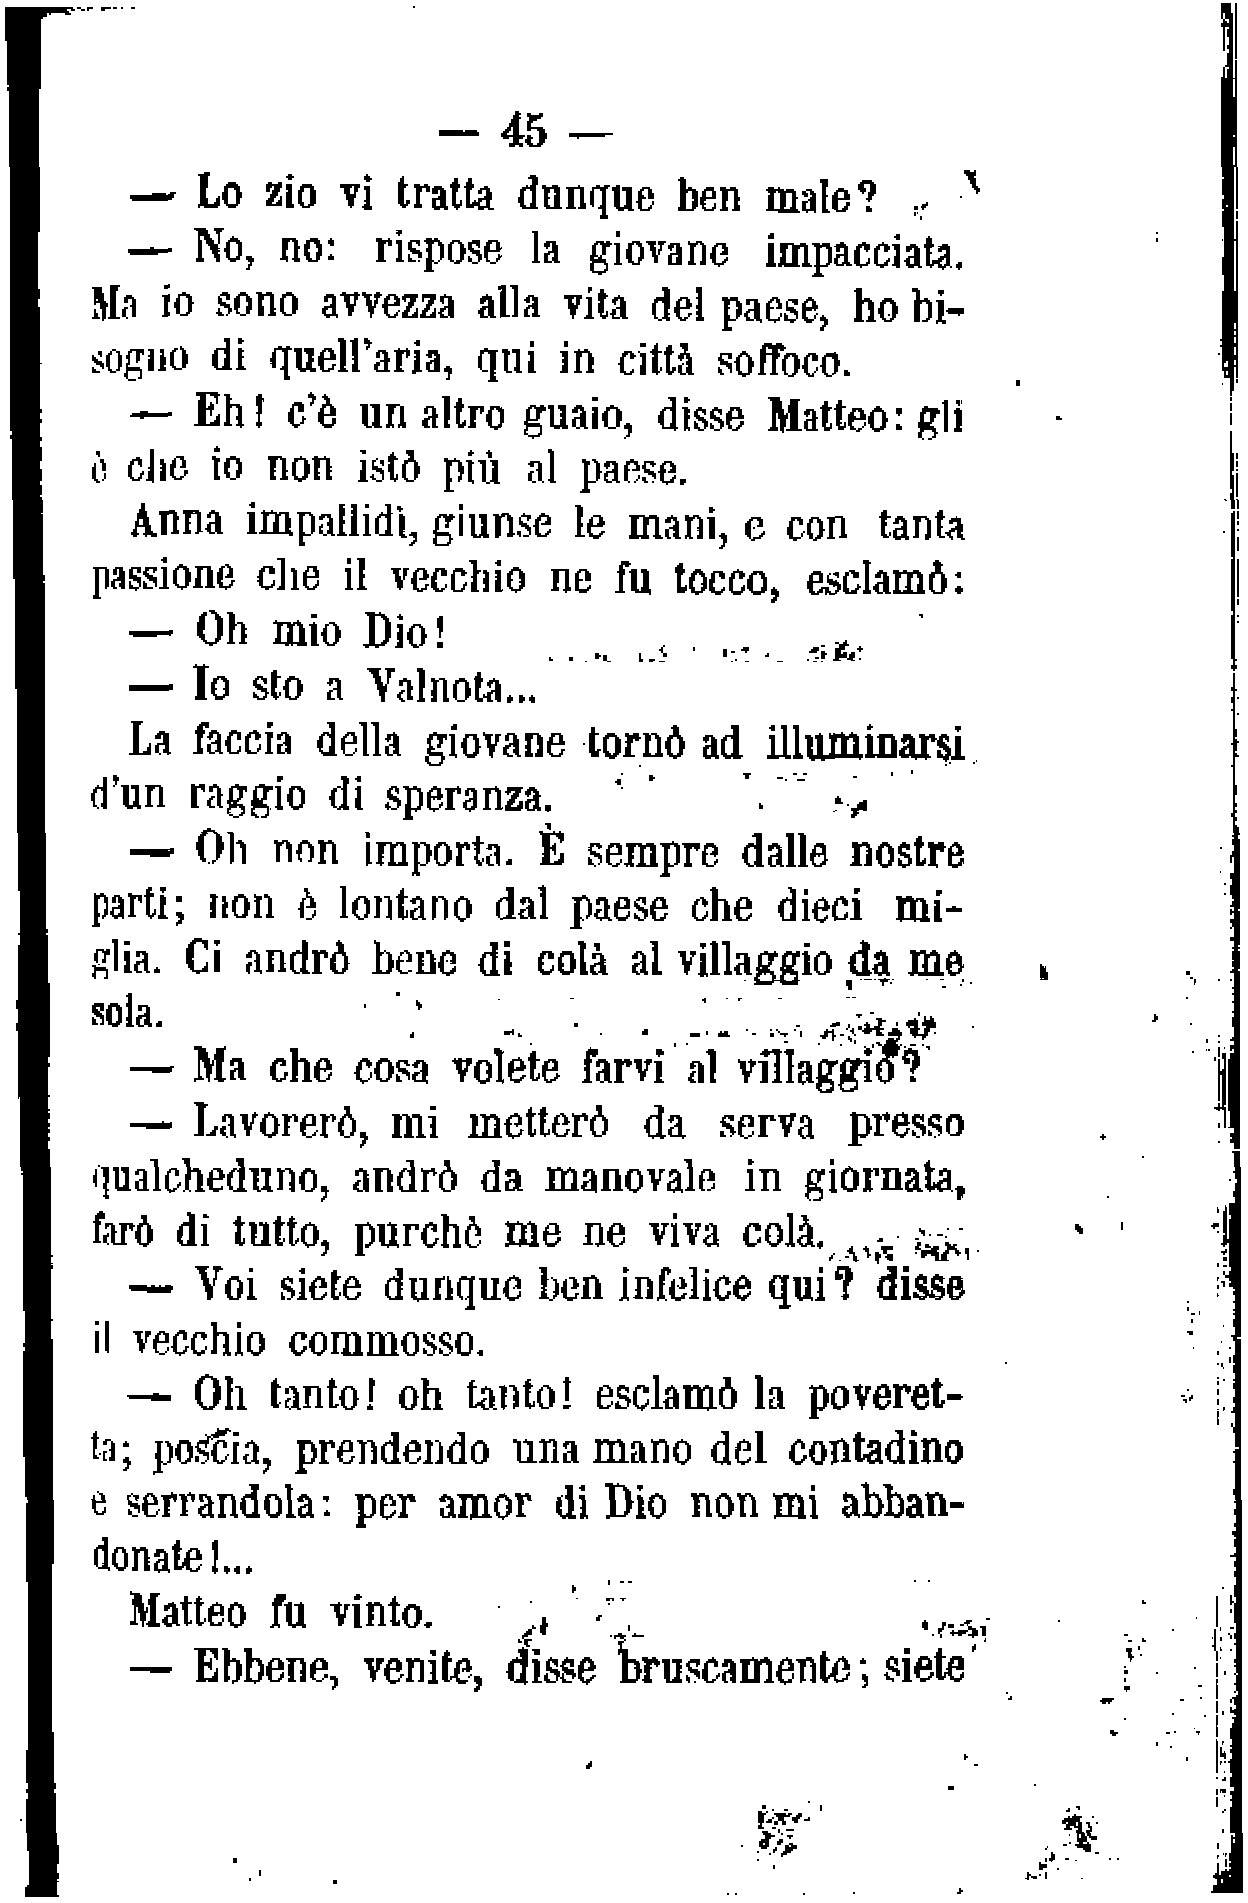 — 45 —
— Lo zio vi tratta dunque ben male?
— No, no: rispose la giovane impacciata.
Ma io sono avvezza alla vita del paese, ho bi-
sogno di quell'aria, qui in città soffoco.
— Eh! c'è un altro guaio, disse Matteo: gli
è che io non istò più al paese.
Anna impallidì, giunse le mani, e con tanta
passione che il vecchio ne fu tocco, esclamò:
— Oh mio Dio!
— Io sto a Valnota...
La faccia della giovane tornò ad illuminarsi
d'un raggio di speranza.
— Oh non importa. È sempre dalle nostre
parti; non è lontano dal paese che dieci mi-
glia. Ci andrò bene di colà al villaggio da me
sola.
— Ma che cosa volete farvi al villaggio?
— Lavorerò, mi metterò da serva presso
qualcheduno, andrò da manovale in giornata,
farò di tutto, purchè me ne viva colà.
— Voi siete dunque ben infelice qui? disse
il vecchio commosso.
— Oh tanto! oh tanto! esclamò la poveret-
ta; poscia, prendendo una mano del contadino
e serrandola: per amor di Dio non mi abban-
donate!...
Matteo fu vinto.
— Ebbene, venite, disse bruscamente; siete